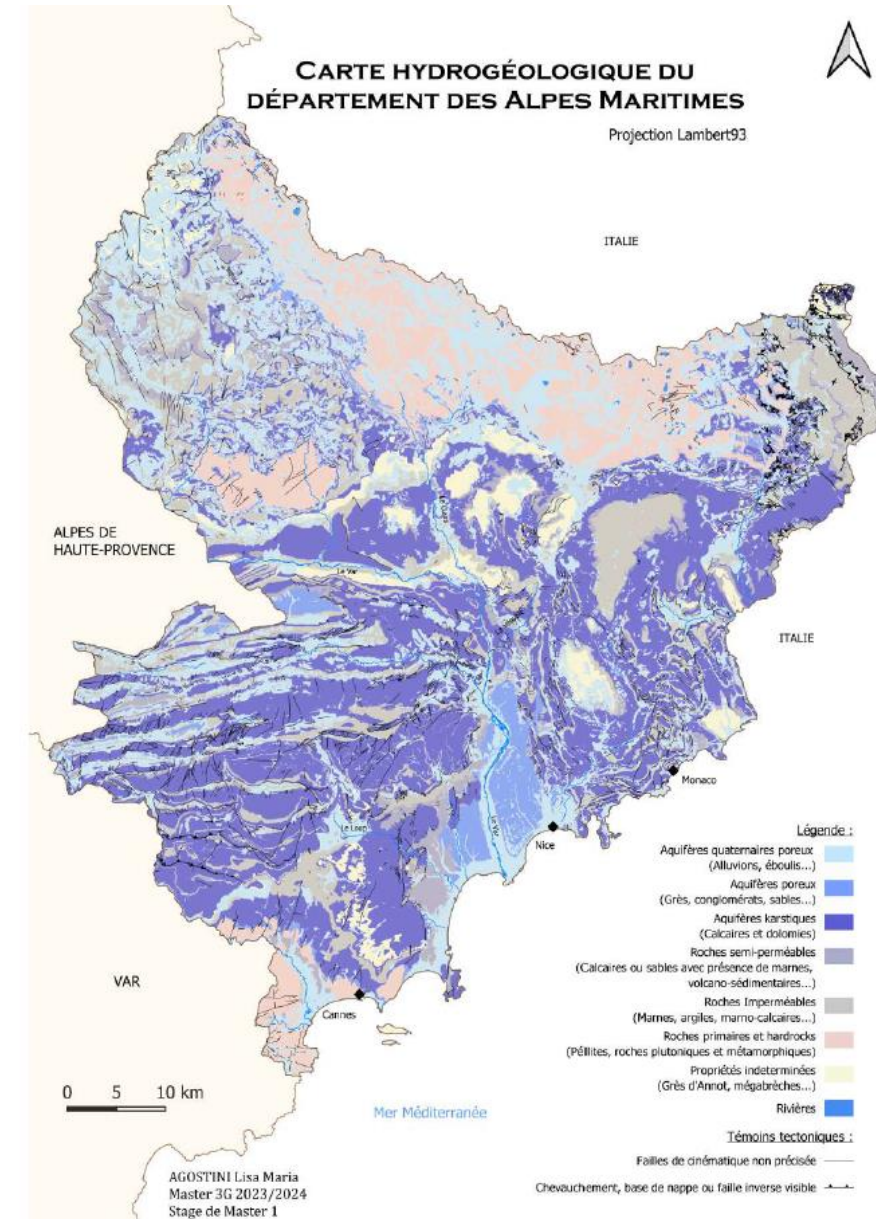 CARTE HYDROGÉOLOGIQUE DU
DÉPARTEMENT DES ALPES MARITIMES
Projection Lambert93
ITALIE
ALPES DE
HAUTE-PROVENCE
Le Var
ITALIE
Monaco
Le Loup
Le Var
Nice
VAR
Cannes
Légende :
Aquifères quaternaires poreux
(Alluvions, éboulis...)
Aquifères poreux
(Grès, conglomérats, sables...)
Aquifères karstiques
(Calcaires et dolomies)
Roches semi-perméables
(Calcaires ou sables avec présence de marnes,
volcano-sédimentaires...)
Roches Imperméables
(Marnes, argiles, marno-calcaires...)
Roches primaires et hardrocks
(Péllites, roches plutoniques et métamorphiques)
Propriétés indeterminées
(Grès d'Annot, mégabrèches...)
Rivières
Témoins tectoniques :
Failles de cinématique non précisée
Chevauchement, base de nappe ou faille inverse visible
0 5 10 km
Mer Méditerranée
AGOSTINI Lisa Maria
Master 3G 2023/2024
Stage de Master 1